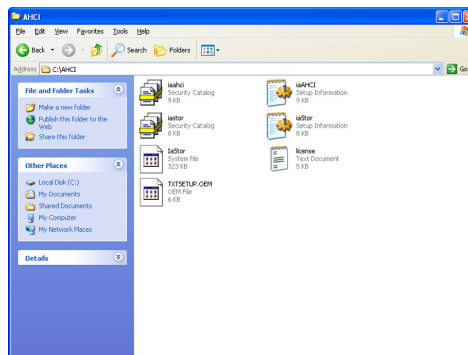 AHCI
File Edit View Favorites Tools Help
Back Search Folders
Address C:\AHCI Go
File and Folder Tasks
Make a new folder
Publish this folder to the
Web
Share this folder
Other Places
Local Disk (C:)
My Documents
Shared Documents
My Computer
My Network Places
Details
iaahci
Security Catalog
9 KB
iaAHCI
Setup Information
9 KB
iastor
Security Catalog
8 KB
iaStor
Setup Information
8 KB
IaStor
System file
323 KB
license
Text Document
5 KB
TXTSETUP.OEM
OEM File
6 KB